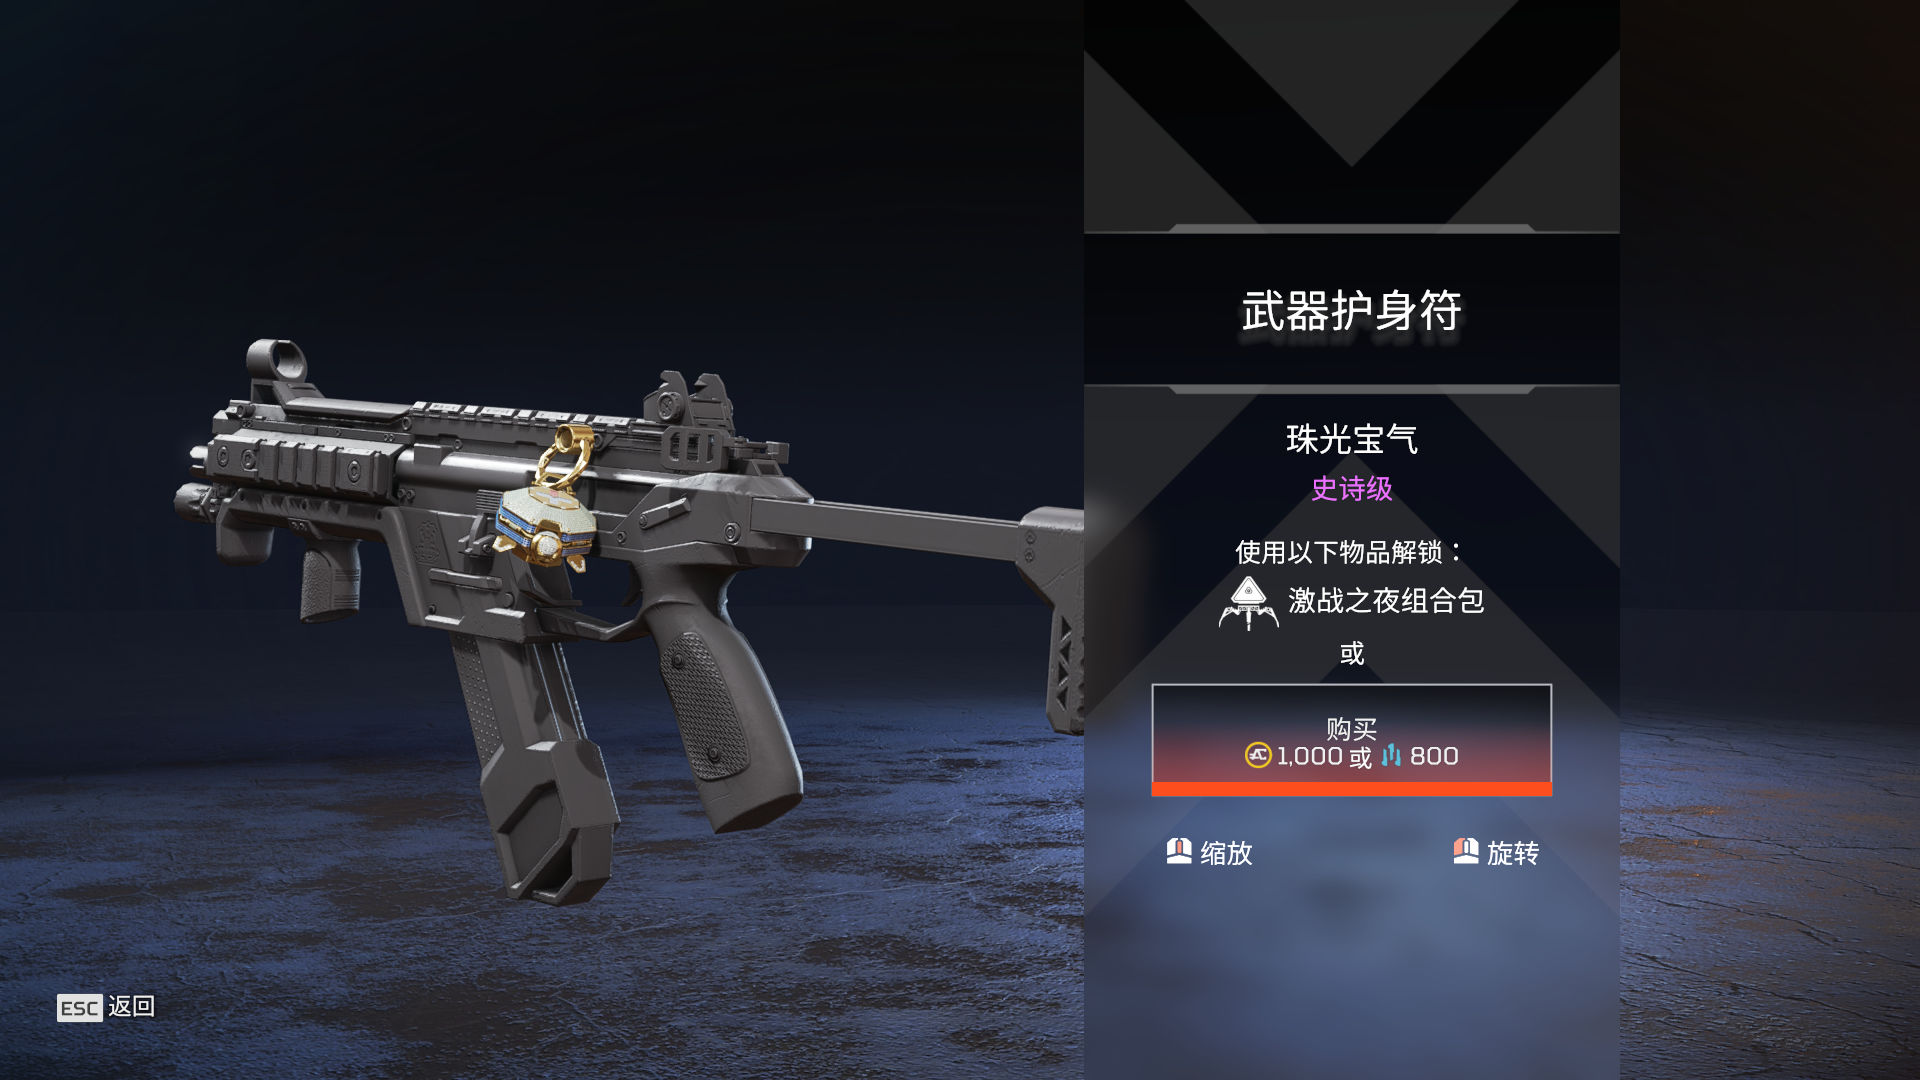 武器护身符
珠光宝气
史诗级
使用以下物品解锁：
激战之夜组合包
或
购买
1,000 或 800
缩放 旋转
ESC 返回